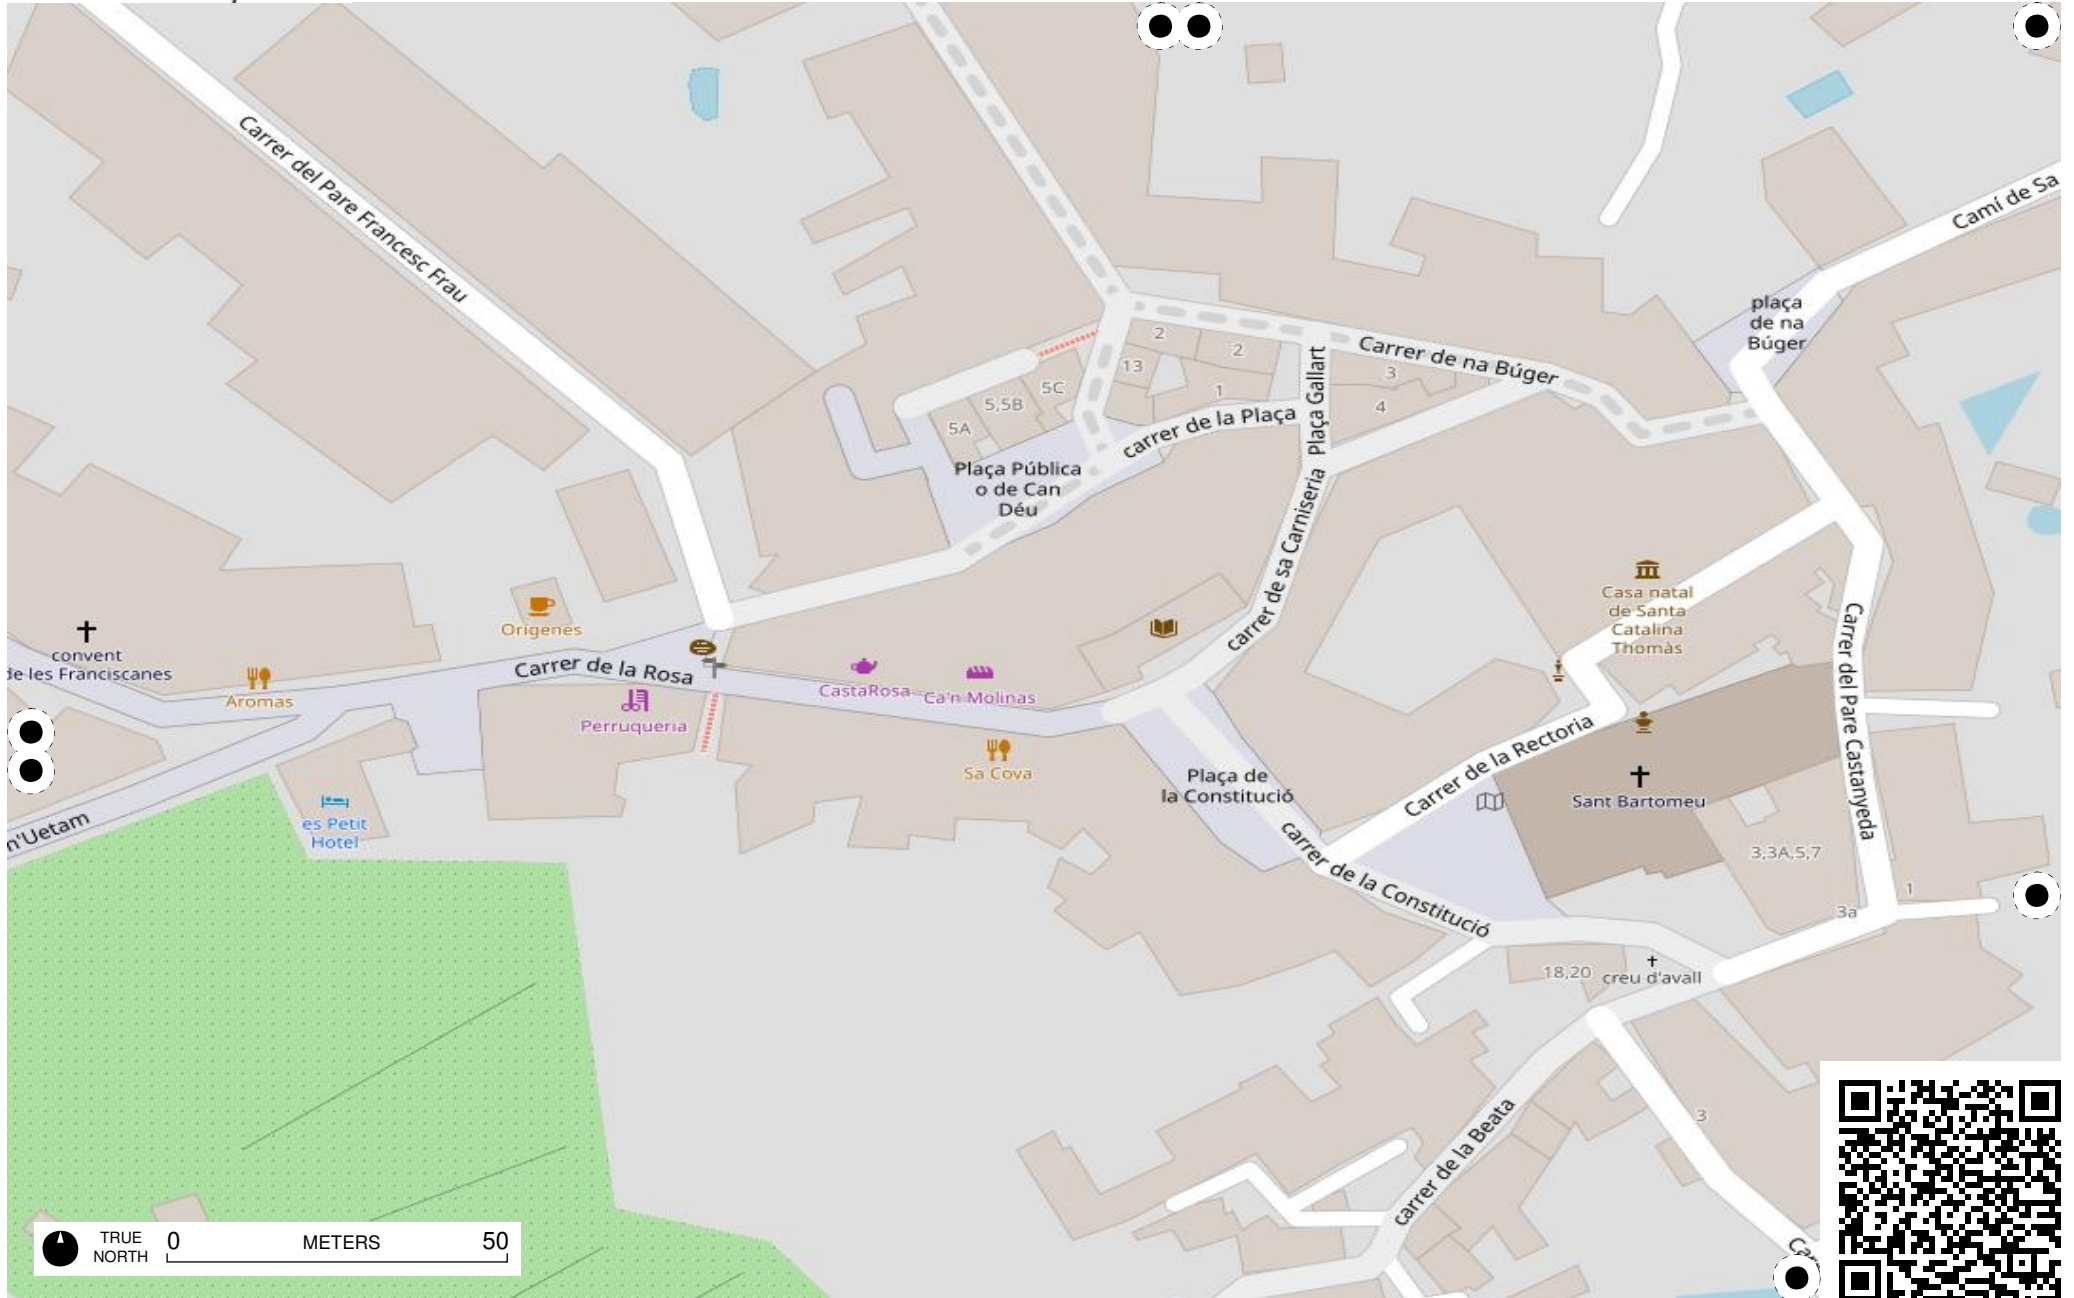 Carrer del Pare Francesc Frau
Camí de Sa
plaça
de na
Búger
2
2
13
Carrer de na Búger
3
5C
5,5B
1
4
5A
carrer de la Plaça
Plaça Gallart
Plaça Pública
o de Can
Déu
carrer de sa Carniseria
Casa natal
de Santa
Catalina
Thomàs
Orígenes
convent
de les Franciscanes
Carrer de la Rosa
Aromas
CastaRosa
Ca'n Molinas
Perruqueria
Carrer del Pare Castanyeda
Carrer de la Rectoria
Sa Cova
Plaça de
la Constitució
Sant Bartomeu
es Petit
Hotel
n'Uetam
carrer de la Constitució
3,3A,5,7
1
3a
18,20
creu d'avall
3
carrer de la Beata
TRUE
NORTH
0
METERS
50